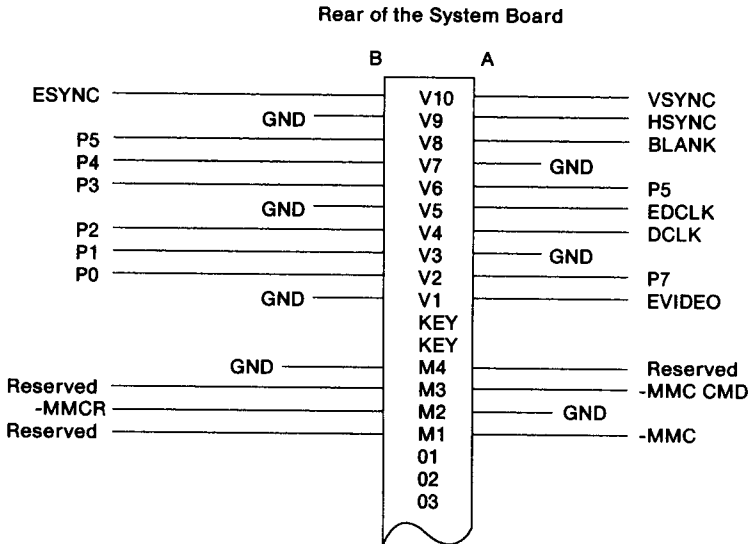 Rear of the System Board
B A
ESYNC V10 VSYNC
GND V9 HSYNC
P5 V8 BLANK
P4 V7 GND
P3 V6 P5
GND V5 EDCLK
P2 V4 DCLK
P1 V3 GND
P0 V2 P7
GND V1 EVIDEO
KEY
KEY
GND M4 Reserved
Reserved M3 -MMC CMD
-MMCR M2 GND
Reserved M1 -MMC
01
02
03